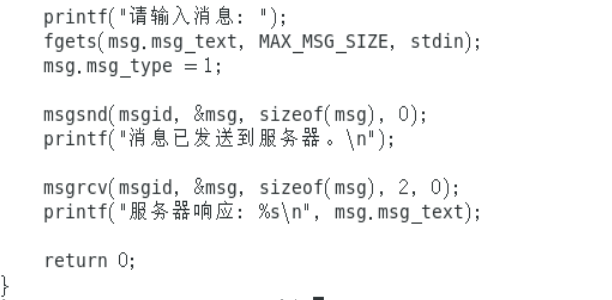 printf("请输入消息: ");
fgets(msg.msg_text, MAX_MSG_SIZE, stdin);
msg.msg_type = 1;
msgsnd(msgid, &msg, sizeof(msg), 0);
printf("消息已发送到服务器。\n");
msgrcv(msgid, &msg, sizeof(msg), 2, 0);
printf("服务器响应: %s\n", msg.msg_text);
return 0;
}